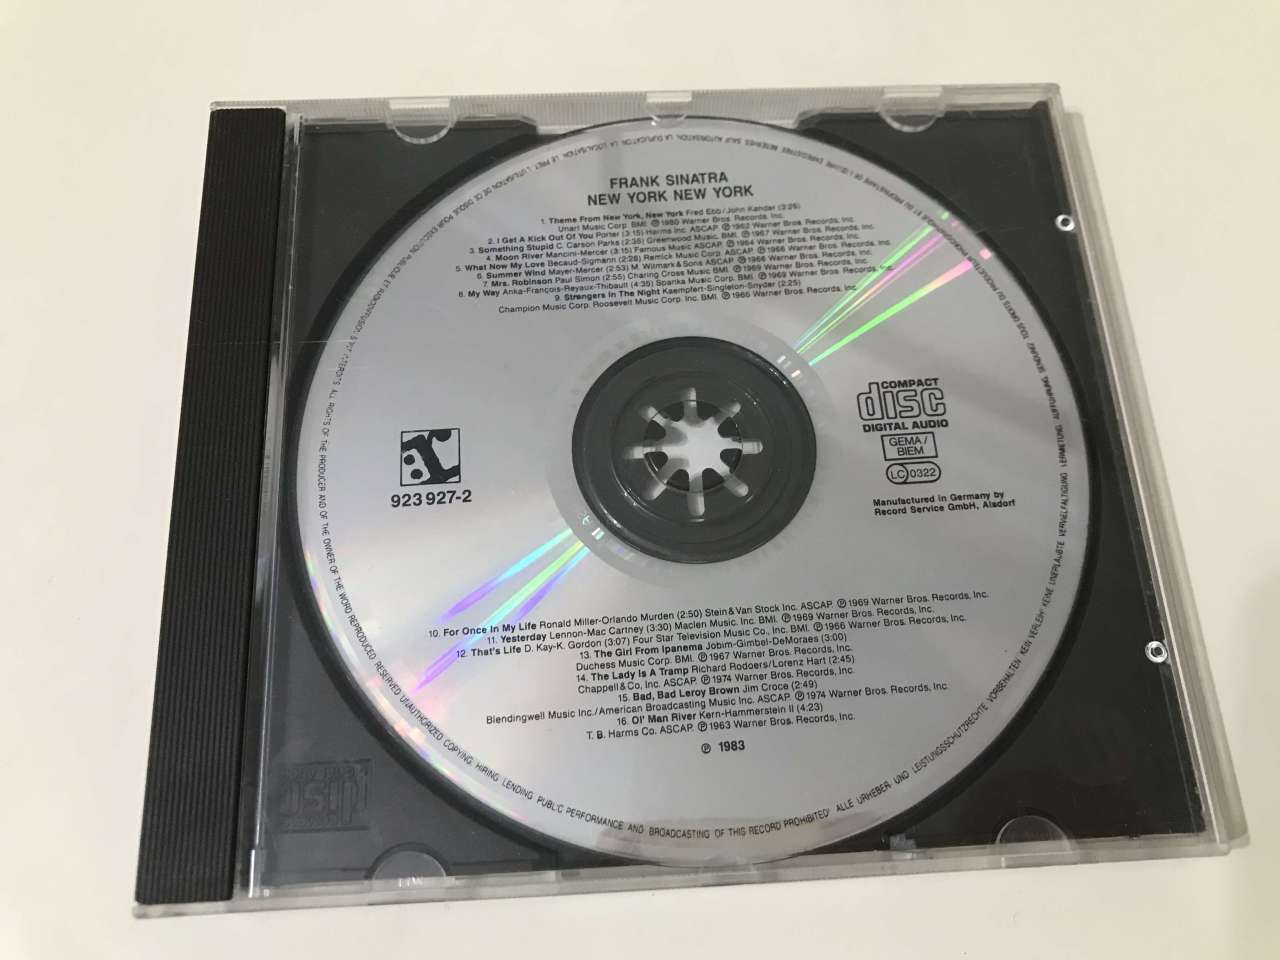 FRANK SINATRA
NEW YORK NEW YORK
1. Theme From New York, New York Fred Ebb/John Kander (3:26)
Unart Music Corp. BMI. ℗ 1980 Warner Bros. Records, Inc.
2. I Get A Kick Out Of You Porter (3:15) Harms Inc. ASCAP. ℗ 1962 Warner Bros. Records, Inc.
3. Something Stupid C. Carson Parks (2:36) Greenwood Music. BMI. ℗ 1967 Warner Bros. Records, Inc.
4. Moon River Mancini-Mercer (3:15) Famous Music ASCAP. ℗ 1964 Warner Bros. Records, Inc.
5. What Now My Love Becaud-Sigmann (2:28) Remick Music Corp. ASCAP ℗ 1966 Warner Bros. Records, Inc.
6. Summer Wind Mayer-Mercer (2:53) M. Wilmark & Sons ASCAP ℗ 1966 Warner Bros. Records, Inc.
7. Mrs. Robinson Paul Simon (2:55) Charing Cross Music BMI. ℗ 1969 Warner Bros. Records, Inc.
8. My Way Anka-François-Reyaux-Thibault (4:35) Spanka Music Corp. BMI. ℗ 1969 Warner Bros. Records, Inc.
9. Strangers In The Night Kaempfert-Singleton-Snyder (2:25)
Champion Music Corp. Roosevelt Music Corp. Inc. BMI. ℗ 1966 Warner Bros. Records, Inc.
r:
923 927-2
COMPACT
disc
DIGITAL AUDIO
GEMA/
BIEM
LC 0322
Manufactured in Germany by
Record Service GmbH, Alsdorf
10. For Once In My Life Ronald Miller-Orlando Murden (2:50) Stein & Van Stock Inc. ASCAP. ℗ 1969 Warner Bros. Records, Inc.
11. Yesterday Lennon-Mac Cartney (3:30) Maclen Music. Inc. BMI. ℗ 1969 Warner Bros. Records, Inc.
12. That's Life D. Kay-K. Gordon (3:07) Four Star Television Music Co., Inc. BMI. ℗ 1966 Warner Bros. Records, Inc.
13. The Girl From Ipanema Jobim-Gimbel-DeMoraes (3:00)
Duchess Music Corp. BMI. ℗ 1967 Warner Bros. Records, Inc.
14. The Lady Is A Tramp Richard Rodoers/Lorenz Hart (2:45)
Chappell & Co, Inc. ASCAP. ℗ 1974 Warner Bros. Records, Inc.
15. Bad, Bad Leroy Brown Jim Croce (2:49)
Blendingwell Music Inc./American Broadcasting Music Inc. ASCAP. ℗ 1974 Warner Bros. Records, Inc.
16. Ol' Man River Kern-Hammerstein II (4:23)
T. B. Harms Co. ASCAP. ℗ 1963 Warner Bros. Records, Inc.
℗ 1983
ALL RIGHTS OF THE PRODUCER AND OF THE OWNER OF THE WORD REPRODUCED RESERVED UNAUTHORIZED COPYING, HIRING, LENDING, PUBLIC PERFORMANCE AND BROADCASTING OF THIS RECORD PROHIBITED! ALLE URHEBER- UND LEISTUNGSSCHUTZRECHTE VORBEHALTEN KEIN VERLEIH! KEINE UNERLAUBTE VERVIELFÄLTIGUNG VERMIETUNG AUFFÜHRUNG, SENDUNG!